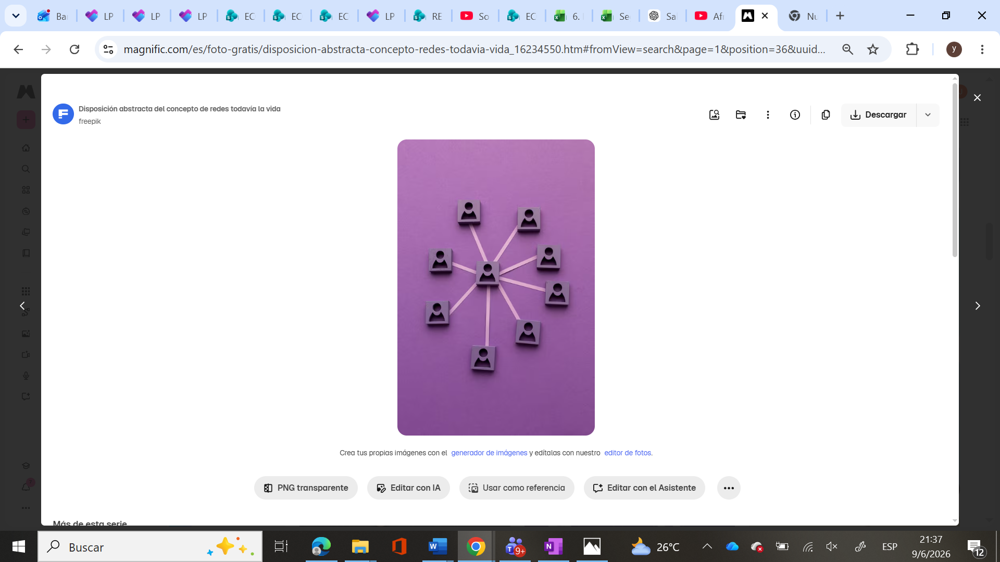 Ba
LP
LP
LP
EC
EC
EC
LP
RE
So
EC
6.
Se
Sa
Afr
Nu
magnific.com/es/foto-gratis/disposicion-abstracta-concepto-redes-todavia-vida_16234550.htm#fromView=search&page=1&position=36&uuid...
y
Disposición abstracta del concepto de redes todavía la vida
freepik
Descargar
Crea tus propias imágenes con el generador de imágenes y edítalas con nuestro editor de fotos.
PNG transparente
Editar con IA
Usar como referencia
Editar con el Asistente
Más de esta serie
Buscar
9+
26°C
ESP
21:37
9/6/2026
12